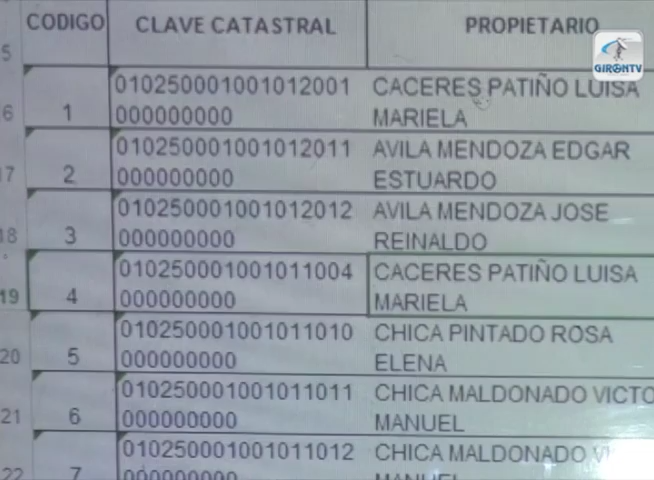 CODIGO CLAVE CATASTRAL PROPIETARIO
GIRONTV
5
010250001001012001 CACERES PATIÑO LUISA
6 1 000000000 MARIELA
010250001001012011 AVILA MENDOZA EDGAR
17 2 000000000 ESTUARDO
010250001001012012 AVILA MENDOZA JOSE
18 3 000000000 REINALDO
010250001001011004 CACERES PATIÑO LUISA
19 4 000000000 MARIELA
010250001001011010 CHICA PINTADO ROSA
20 5 000000000 ELENA
010250001001011011 CHICA MALDONADO VICTO
21 6 000000000 MANUEL
010250001001011012 CHICA MALDONADO
22 7 000000000 MANUEL